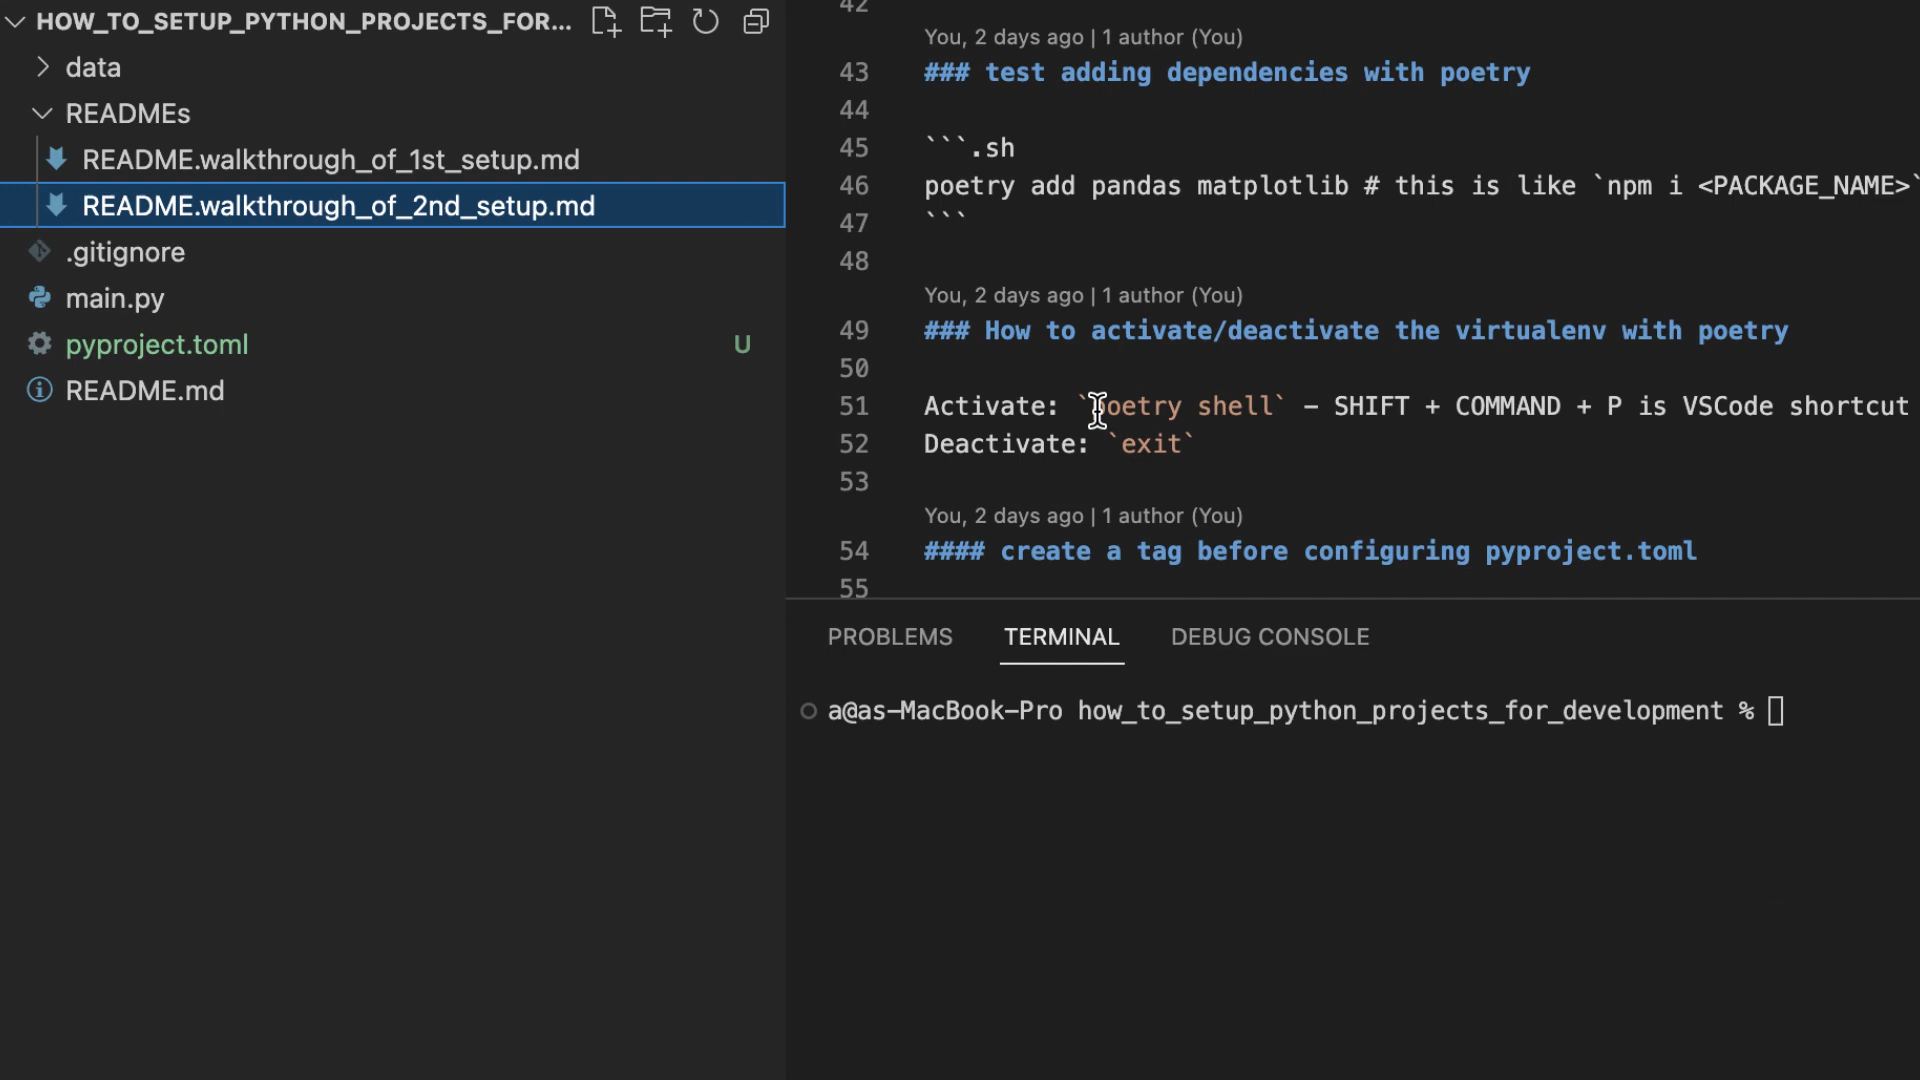 HOW_TO_SETUP_PYTHON_PROJECTS_FOR...
data
READMEs
README.walkthrough_of_1st_setup.md
README.walkthrough_of_2nd_setup.md
.gitignore
main.py
pyproject.toml U
README.md
42
You, 2 days ago | 1 author (You)
43 ### test adding dependencies with poetry
44
45 ```.sh
46 poetry add pandas matplotlib # this is like `npm i <PACKAGE_NAME>`
47 ```
48
You, 2 days ago | 1 author (You)
49 ### How to activate/deactivate the virtualenv with poetry
50
51 Activate: `poetry shell` - SHIFT + COMMAND + P is VSCode shortcut
52 Deactivate: `exit`
53
You, 2 days ago | 1 author (You)
54 #### create a tag before configuring pyproject.toml
55
PROBLEMS TERMINAL DEBUG CONSOLE
a@as-MacBook-Pro how_to_setup_python_projects_for_development %